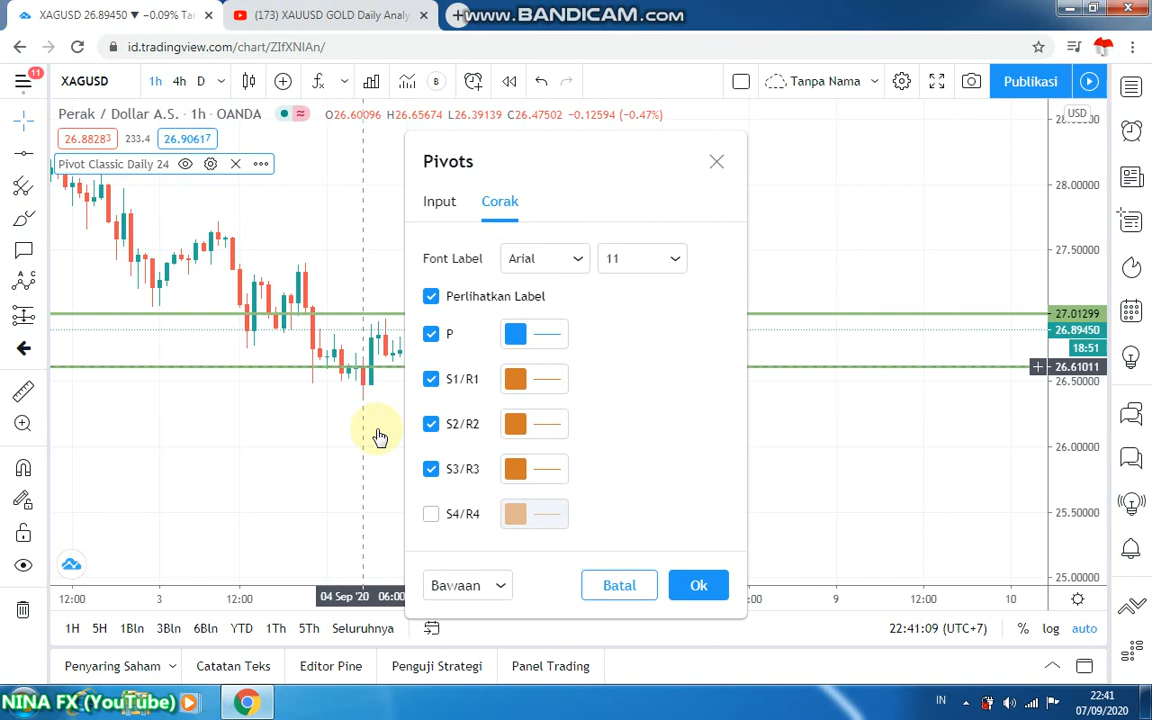 XAGUSD 26.89450 ▼ −0.09% Ta
(173) XAUUSD GOLD Daily Analy
www.BANDICAM.com
id.tradingview.com/chart/ZIfXNIAn/
11
XAGUSD
1h 4h D
B
Tanpa Nama
Publikasi
Perak / Dollar A.S. · 1h · OANDA
O26.60096 H26.65674 L26.39139 C26.47502 −0.12594 (−0.47%)
USD
26.88283 233.4 26.90617
Pivot Classic Daily 24
Pivots
Input Corak
Font Label Arial 11
Perlihatkan Label
P
S1/R1
S2/R2
S3/R3
S4/R4
Bawaan Batal Ok
28.00000
27.50000
27.01299
26.89450
18:51
26.61011
26.50000
26.00000
25.50000
25.00000
12:00 3 12:00 04 Sep '20 06:00 :00 9 12:00 10
1H 5H 1Bln 3Bln 6Bln YTD 1Th 5Th Seluruhnya 22:41:09 (UTC+7) % log auto
Penyaring Saham Catatan Teks Editor Pine Penguji Strategi Panel Trading
NINA FX (YouTube)
IN
22:41
07/09/2020